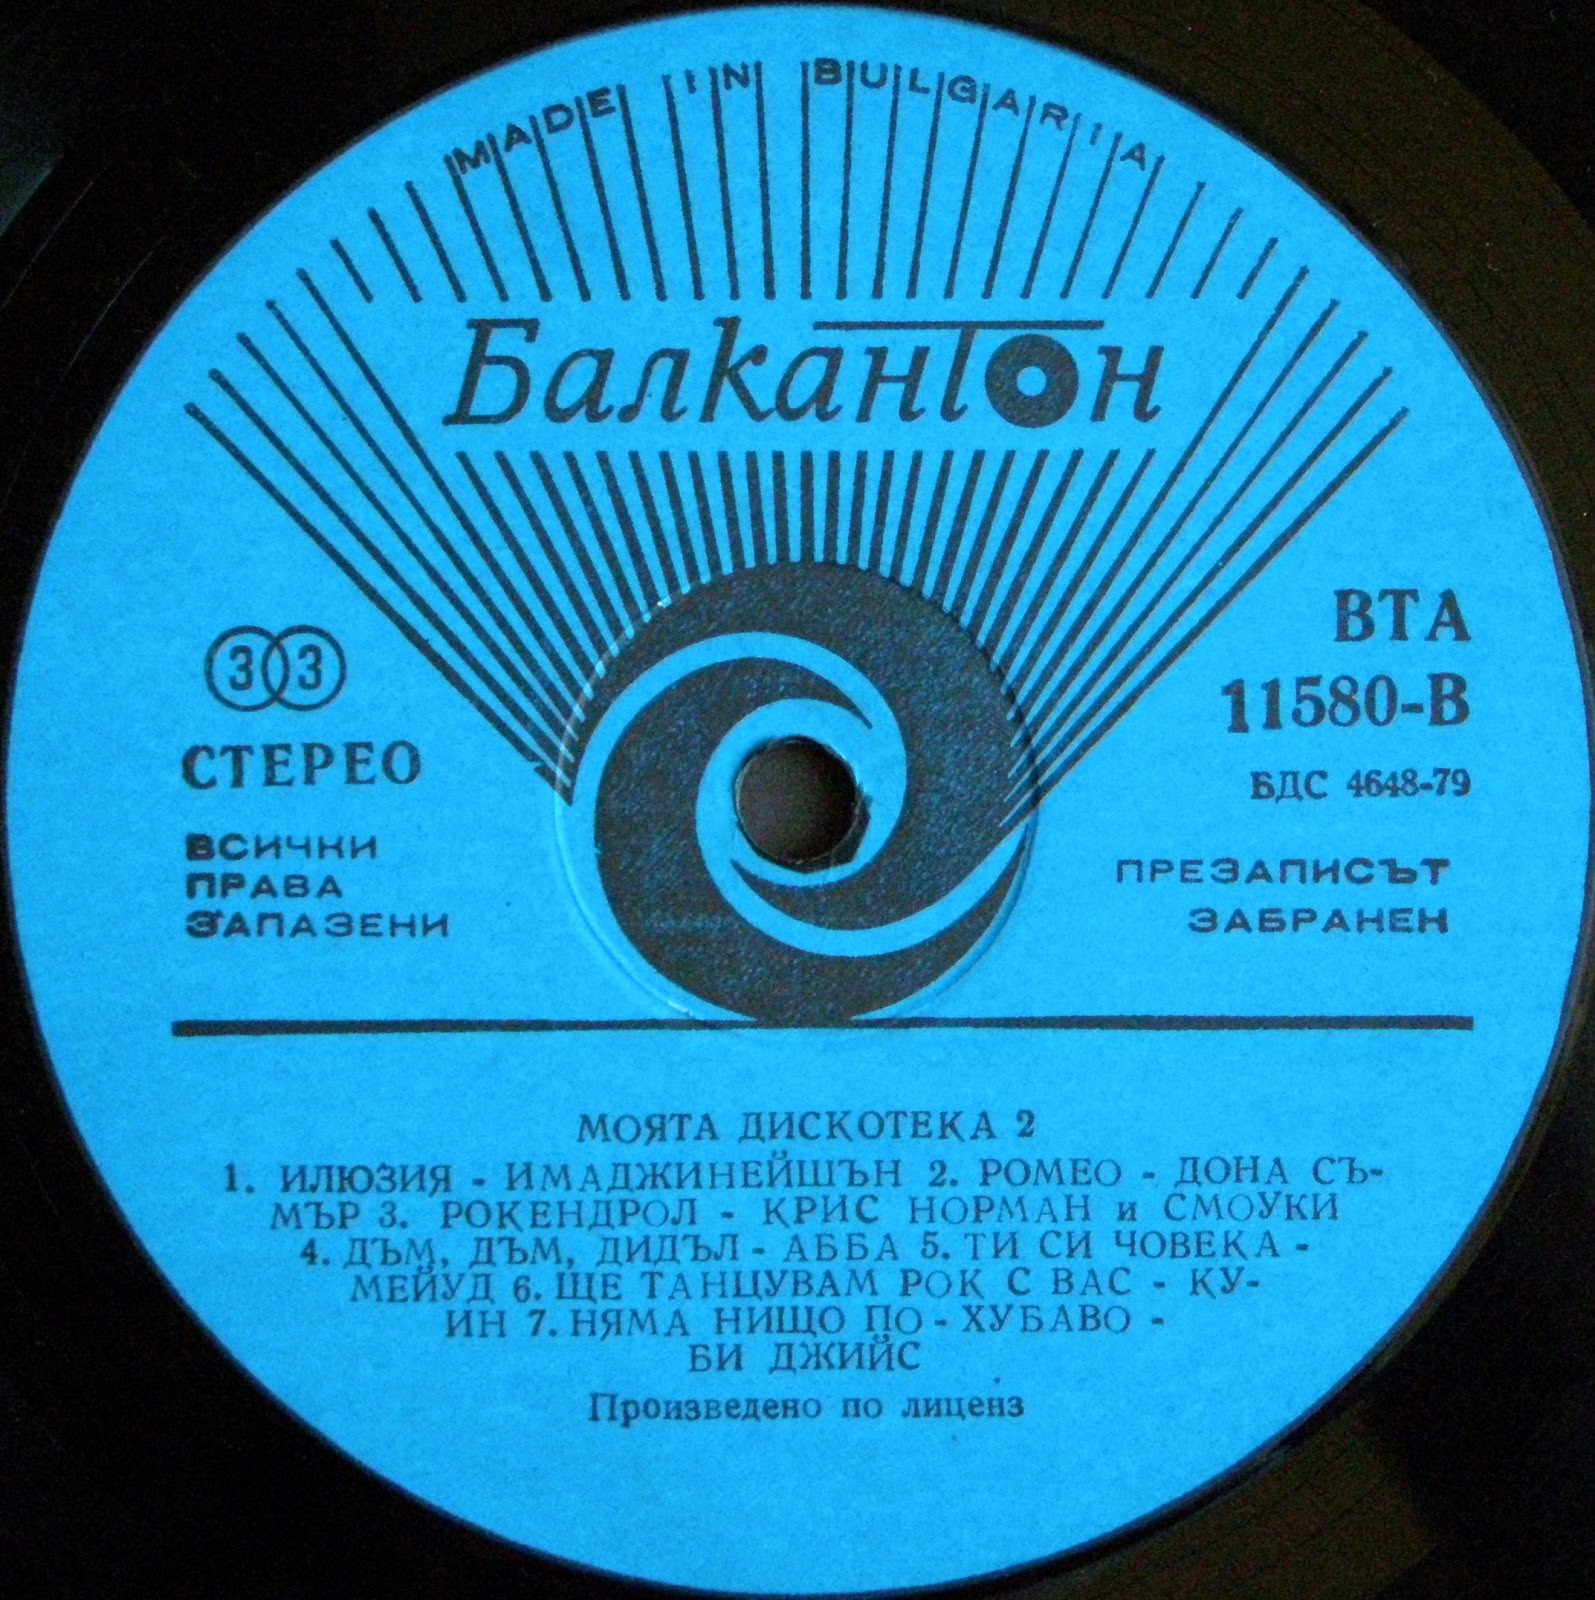 MADE IN BULGARIA
Балкантон
33
СТЕРЕО
ВСИЧКИ
ПРАВА
ЗАПАЗЕНИ
ВТА
11580-В
БДС 4648-79
ПРЕЗАПИСЪТ
ЗАБРАНЕН
МОЯТА ДИСКОТЕКА 2
1. ИЛЮЗИЯ - ИМАДЖИНЕЙШЪН 2. РОМЕО - ДОНА СЪ-
МЪР 3. РОКЕНДРОЛ - КРИС НОРМАН и СМОУКИ
4. ДЪМ, ДЪМ, ДИДЪЛ - АББА 5. ТИ СИ ЧОВЕКА -
МЕЙУД 6. ЩЕ ТАНЦУВАМ РОК С ВАС - КУ-
ИН 7. НЯМА НИЩО ПО - ХУБАВО -
БИ ДЖИЙС
Произведено по лиценз